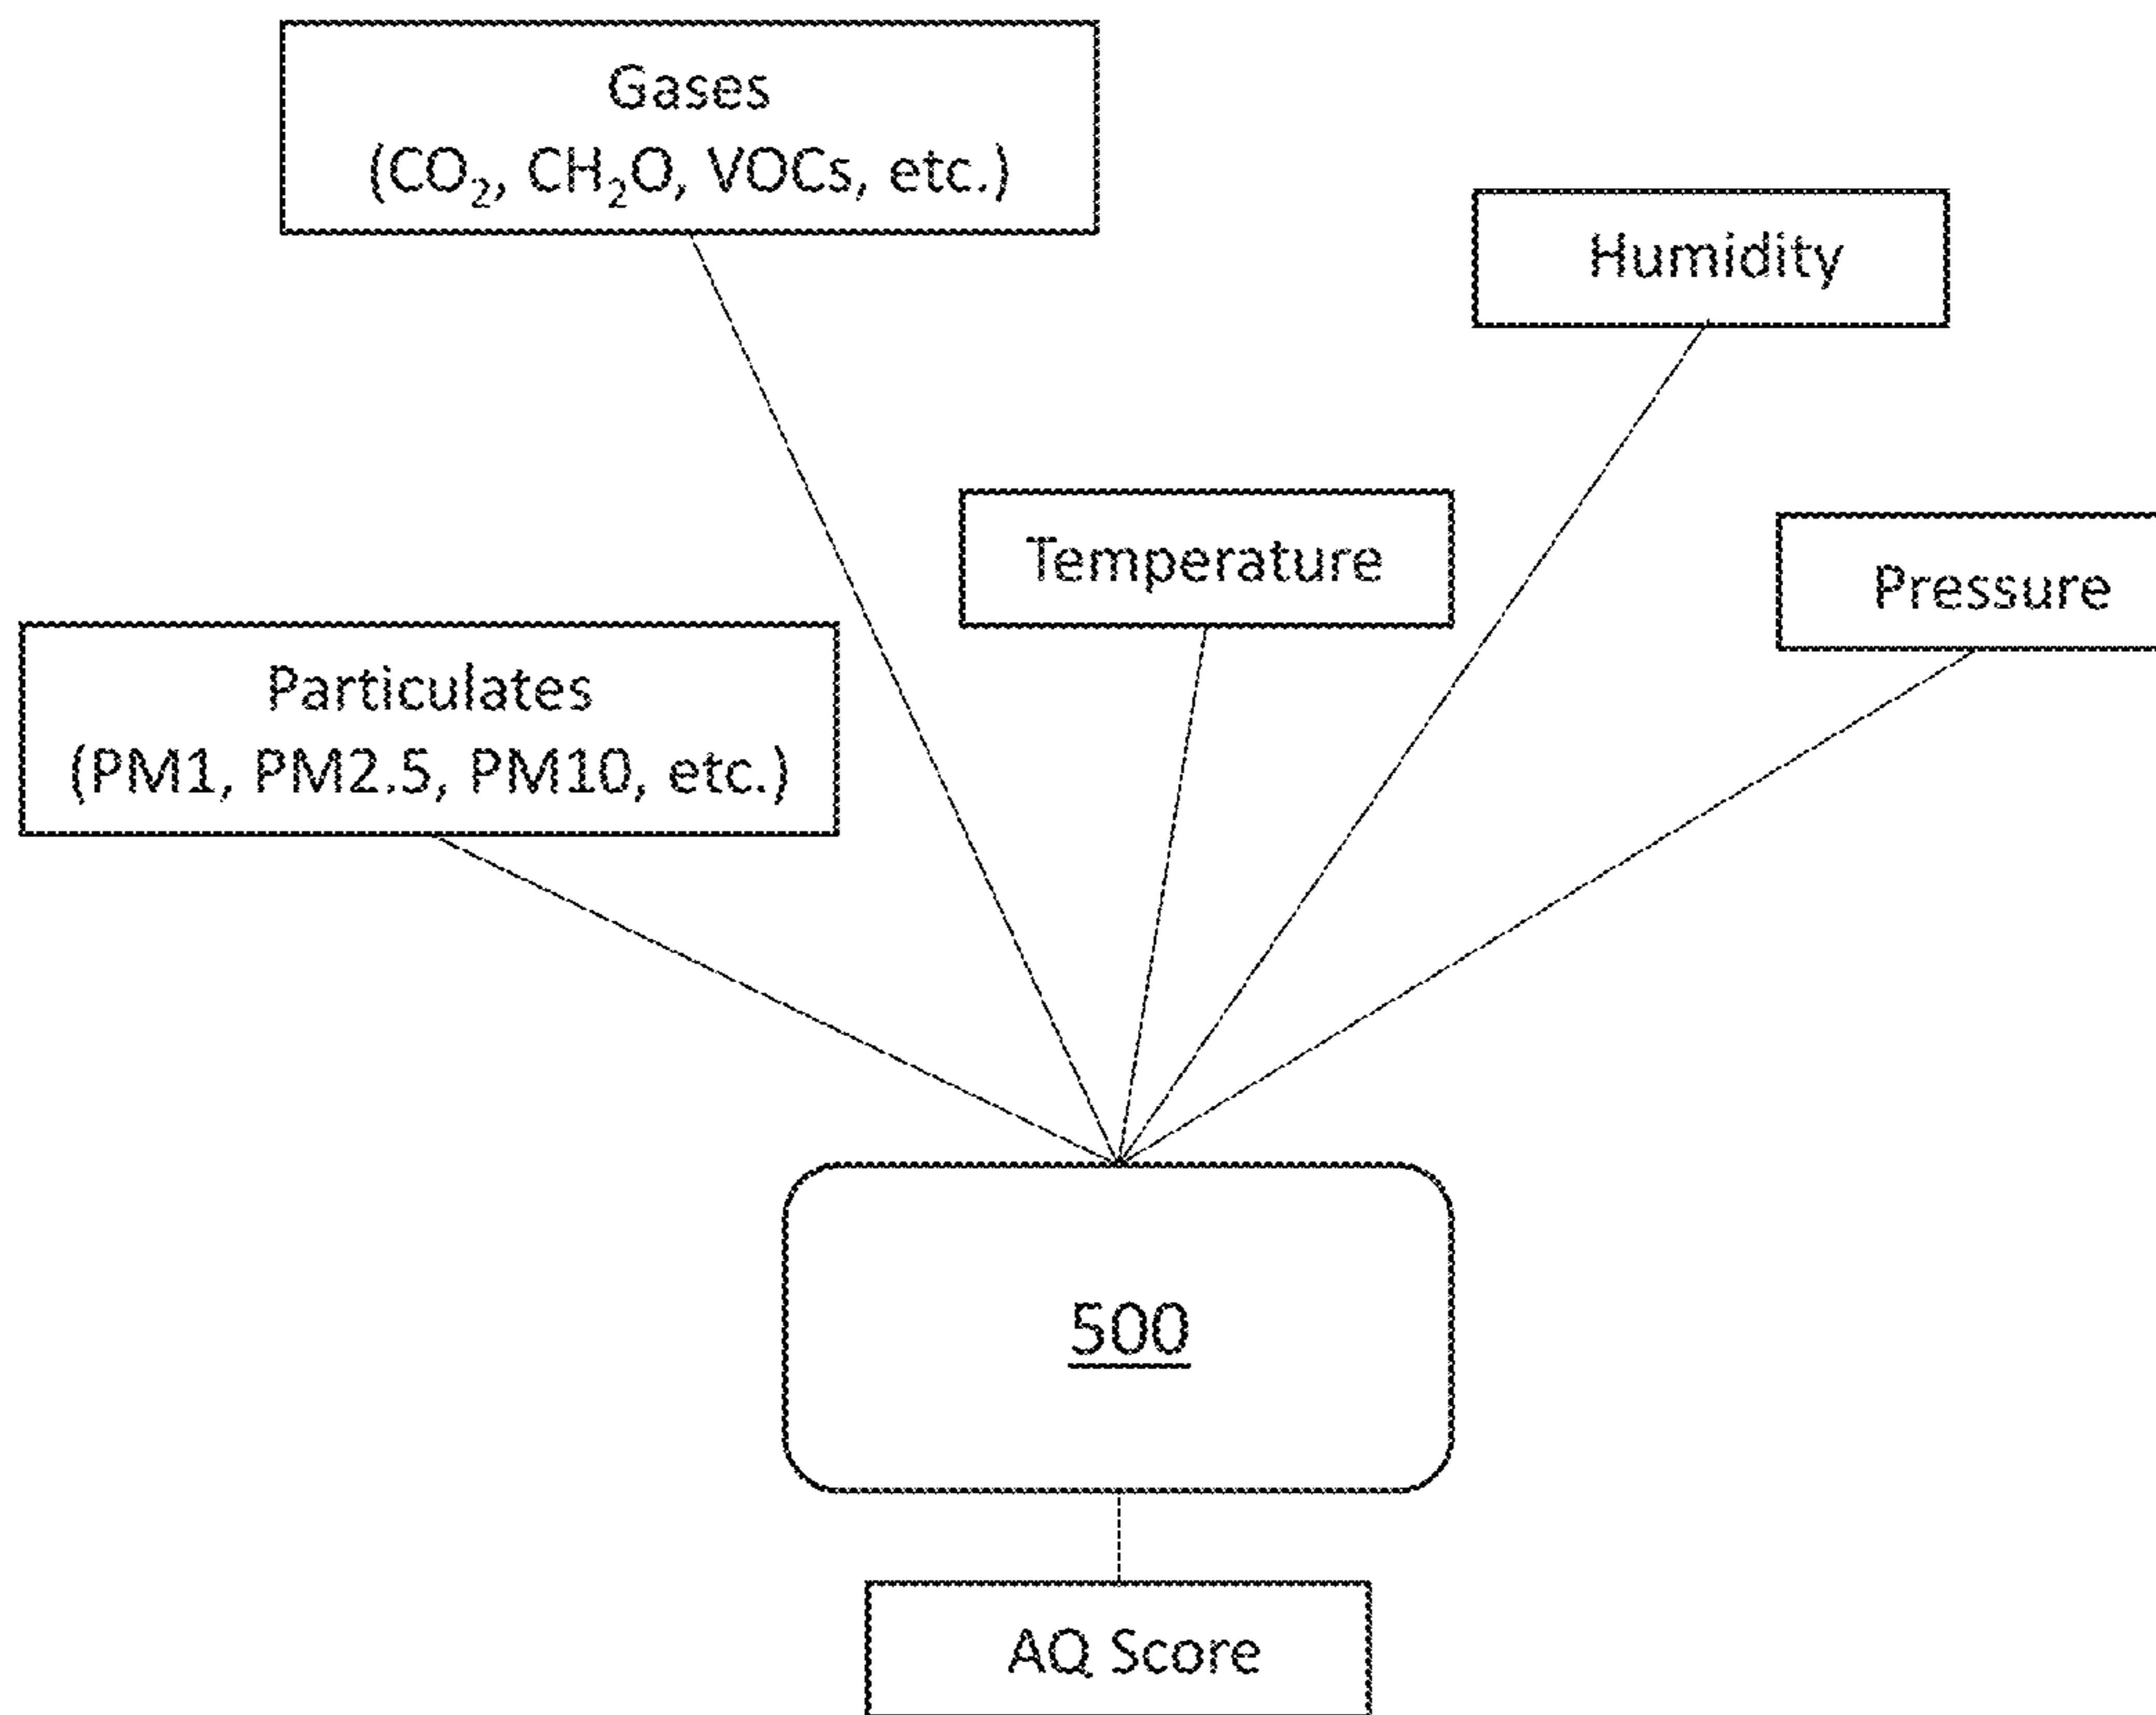 Gases
(CO₂, CH₂O, VOCs, etc.)
Humidity
Temperature
Pressure
Particulates
(PM1, PM2.5, PM10, etc.)
500
AQ Score